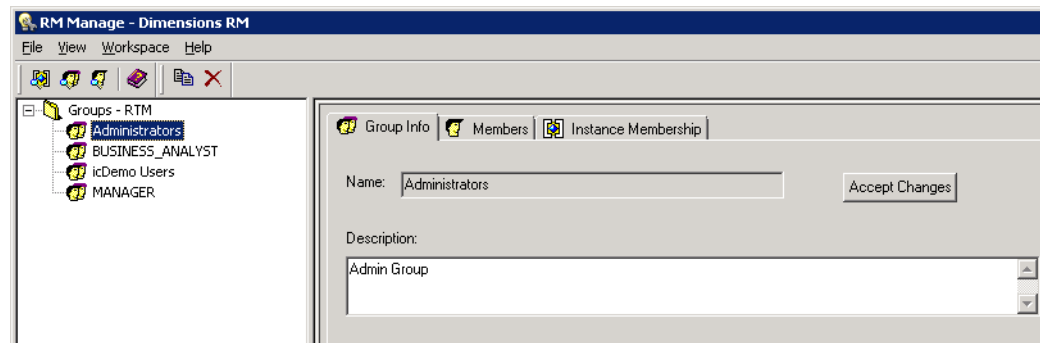 RM Manage - Dimensions RM
File View Workspace Help
Groups - RTM
Administrators
BUSINESS_ANALYST
icDemo Users
MANAGER
Group Info Members Instance Membership
Name: Administrators Accept Changes
Description:
Admin Group